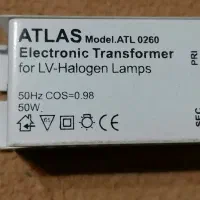 ATLAS Model.ATL 0260
Electronic Transformer
for LV-Halogen Lamps
50Hz COS=0.98
50W.
PRI
SEC